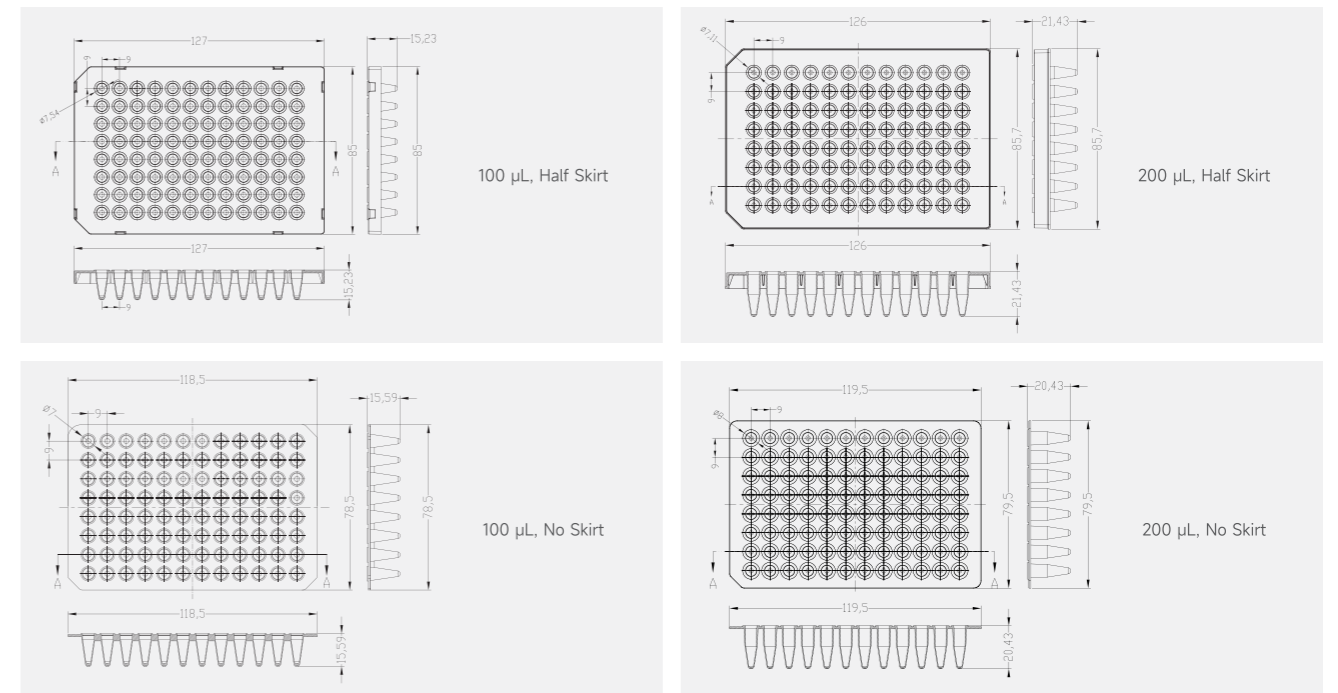 127
15,23
9
9
ø7,54
85
85
A
A
100 µL, Half Skirt
127
15,23
9
126
21,43
ø7,11
9
9
85,7
85,7
A
A
200 µL, Half Skirt
126
21,43
118,5
15,59
ø7
9
9
78,5
78,5
100 µL, No Skirt
A
A
118,5
15,59
119,5
20,43
ø8
9
9
79,5
79,5
200 µL, No Skirt
A
A
119,5
20,43